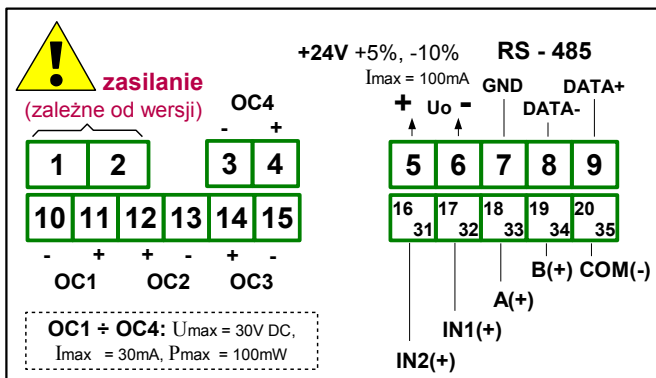 +24V +5%, -10% RS - 485
Imax = 100mA
zasilanie
(zależne od wersji)
OC4
- +
+ Uo -
GND
DATA-
DATA+
1 2 3 4 5 6 7 8 9
10 11 12 13 14 15
16 31 17 32 18 33 19 34 20 35
- + + - + -
OC1 OC2 OC3
B(+) COM(-)
A(+)
IN1(+)
IN2(+)
OC1 ÷ OC4: Umax = 30V DC,
Imax = 30mA, Pmax = 100mW